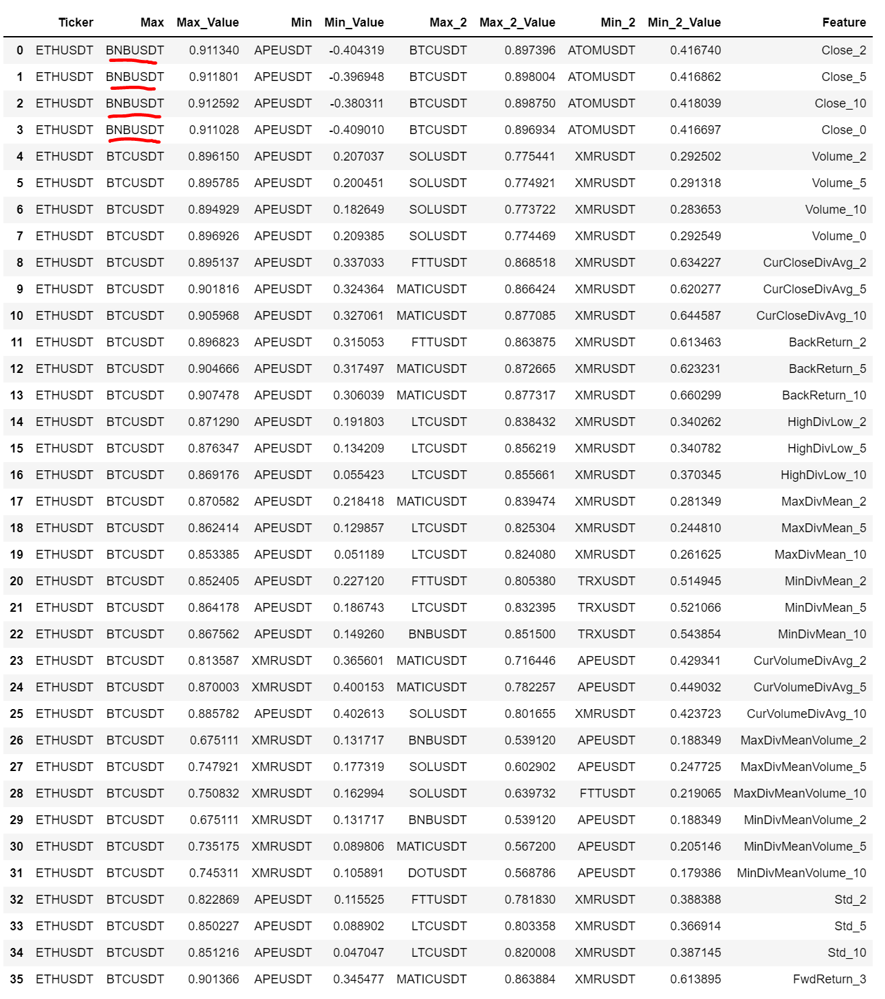 Ticker Max Max_Value Min Min_Value Max_2 Max_2_Value Min_2 Min_2_Value Feature
0 ETHUSDT BNBUSDT 0.911340 APEUSDT -0.404319 BTCUSDT 0.897396 ATOMUSDT 0.416740 Close_2
1 ETHUSDT BNBUSDT 0.911801 APEUSDT -0.396948 BTCUSDT 0.898004 ATOMUSDT 0.416862 Close_5
2 ETHUSDT BNBUSDT 0.912592 APEUSDT -0.380311 BTCUSDT 0.898750 ATOMUSDT 0.418039 Close_10
3 ETHUSDT BNBUSDT 0.911028 APEUSDT -0.409010 BTCUSDT 0.896934 ATOMUSDT 0.416697 Close_0
4 ETHUSDT BTCUSDT 0.896150 APEUSDT 0.207037 SOLUSDT 0.775441 XMRUSDT 0.292502 Volume_2
5 ETHUSDT BTCUSDT 0.895785 APEUSDT 0.200451 SOLUSDT 0.774921 XMRUSDT 0.291318 Volume_5
6 ETHUSDT BTCUSDT 0.894929 APEUSDT 0.182649 SOLUSDT 0.773722 XMRUSDT 0.283653 Volume_10
7 ETHUSDT BTCUSDT 0.896926 APEUSDT 0.209385 SOLUSDT 0.774469 XMRUSDT 0.292549 Volume_0
8 ETHUSDT BTCUSDT 0.895137 APEUSDT 0.337033 FTTUSDT 0.868518 XMRUSDT 0.634227 CurCloseDivAvg_2
9 ETHUSDT BTCUSDT 0.901816 APEUSDT 0.324364 MATICUSDT 0.866424 XMRUSDT 0.620277 CurCloseDivAvg_5
10 ETHUSDT BTCUSDT 0.905968 APEUSDT 0.327061 MATICUSDT 0.877085 XMRUSDT 0.644587 CurCloseDivAvg_10
11 ETHUSDT BTCUSDT 0.896823 APEUSDT 0.315053 FTTUSDT 0.863875 XMRUSDT 0.613463 BackReturn_2
12 ETHUSDT BTCUSDT 0.904666 APEUSDT 0.317497 MATICUSDT 0.872665 XMRUSDT 0.623231 BackReturn_5
13 ETHUSDT BTCUSDT 0.907478 APEUSDT 0.306039 MATICUSDT 0.877317 XMRUSDT 0.660299 BackReturn_10
14 ETHUSDT BTCUSDT 0.871290 APEUSDT 0.191803 LTCUSDT 0.838432 XMRUSDT 0.340262 HighDivLow_2
15 ETHUSDT BTCUSDT 0.876347 APEUSDT 0.134209 LTCUSDT 0.856219 XMRUSDT 0.340782 HighDivLow_5
16 ETHUSDT BTCUSDT 0.869176 APEUSDT 0.055423 LTCUSDT 0.855661 XMRUSDT 0.370345 HighDivLow_10
17 ETHUSDT BTCUSDT 0.870582 APEUSDT 0.218418 MATICUSDT 0.839474 XMRUSDT 0.281349 MaxDivMean_2
18 ETHUSDT BTCUSDT 0.862414 APEUSDT 0.129857 LTCUSDT 0.825304 XMRUSDT 0.244810 MaxDivMean_5
19 ETHUSDT BTCUSDT 0.853385 APEUSDT 0.051189 LTCUSDT 0.824080 XMRUSDT 0.261625 MaxDivMean_10
20 ETHUSDT BTCUSDT 0.852405 APEUSDT 0.227120 FTTUSDT 0.805380 TRXUSDT 0.514945 MinDivMean_2
21 ETHUSDT BTCUSDT 0.864178 APEUSDT 0.186743 LTCUSDT 0.832395 TRXUSDT 0.521066 MinDivMean_5
22 ETHUSDT BTCUSDT 0.867562 APEUSDT 0.149260 BNBUSDT 0.851500 TRXUSDT 0.543854 MinDivMean_10
23 ETHUSDT BTCUSDT 0.813587 XMRUSDT 0.365601 MATICUSDT 0.716446 APEUSDT 0.429341 CurVolumeDivAvg_2
24 ETHUSDT BTCUSDT 0.870003 XMRUSDT 0.400153 MATICUSDT 0.782257 APEUSDT 0.449032 CurVolumeDivAvg_5
25 ETHUSDT BTCUSDT 0.885782 APEUSDT 0.402613 SOLUSDT 0.801655 XMRUSDT 0.423723 CurVolumeDivAvg_10
26 ETHUSDT BTCUSDT 0.675111 XMRUSDT 0.131717 BNBUSDT 0.539120 APEUSDT 0.188349 MaxDivMeanVolume_2
27 ETHUSDT BTCUSDT 0.747921 XMRUSDT 0.177319 SOLUSDT 0.602902 APEUSDT 0.247725 MaxDivMeanVolume_5
28 ETHUSDT BTCUSDT 0.750832 XMRUSDT 0.162994 SOLUSDT 0.639732 FTTUSDT 0.219065 MaxDivMeanVolume_10
29 ETHUSDT BTCUSDT 0.675111 XMRUSDT 0.131717 BNBUSDT 0.539120 APEUSDT 0.188349 MinDivMeanVolume_2
30 ETHUSDT BTCUSDT 0.735175 XMRUSDT 0.089806 MATICUSDT 0.567200 APEUSDT 0.205146 MinDivMeanVolume_5
31 ETHUSDT BTCUSDT 0.745311 XMRUSDT 0.105891 DOTUSDT 0.568786 APEUSDT 0.179386 MinDivMeanVolume_10
32 ETHUSDT BTCUSDT 0.822869 APEUSDT 0.115525 FTTUSDT 0.781830 XMRUSDT 0.388388 Std_2
33 ETHUSDT BTCUSDT 0.850227 APEUSDT 0.088902 LTCUSDT 0.803358 XMRUSDT 0.366914 Std_5
34 ETHUSDT BTCUSDT 0.851216 APEUSDT 0.047047 LTCUSDT 0.820008 XMRUSDT 0.387145 Std_10
35 ETHUSDT BTCUSDT 0.901366 APEUSDT 0.345477 MATICUSDT 0.863884 XMRUSDT 0.613895 FwdReturn_3